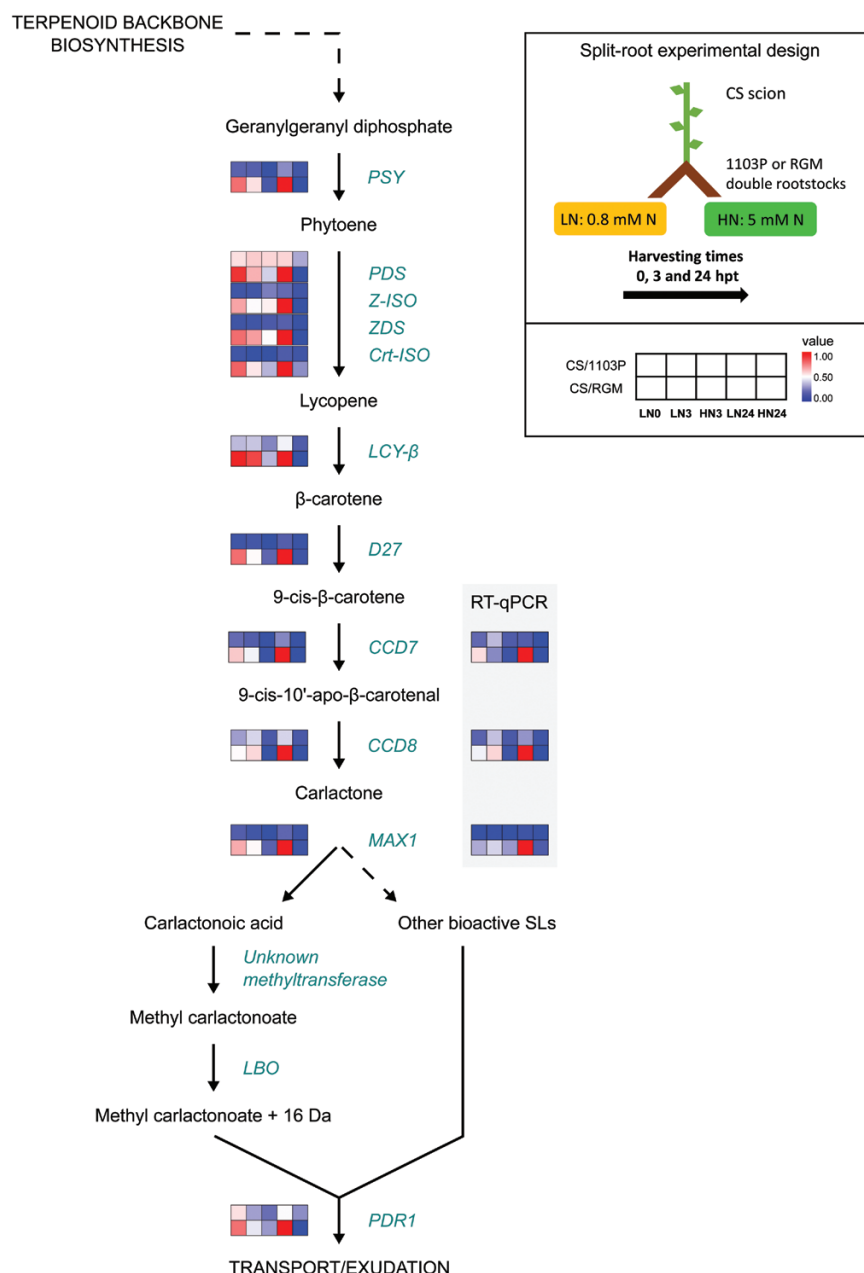 TERPENOID BACKBONE
BIOSYNTHESIS
Geranylgeranyl diphosphate
PSY
Phytoene
PDS
Z-ISO
ZDS
Crt-ISO
Lycopene
LCY-β
β-carotene
D27
9-cis-β-carotene
RT-qPCR
CCD7
9-cis-10'-apo-β-carotenal
CCD8
Carlactone
MAX1
Carlactonoic acid
Other bioactive SLs
Unknown
methyltransferase
Methyl carlactonoate
LBO
Methyl carlactonoate + 16 Da
PDR1
TRANSPORT/EXUDATION
Split-root experimental design
CS scion
1103P or RGM
double rootstocks
LN: 0.8 mM N
HN: 5 mM N
Harvesting times
0, 3 and 24 hpt
value
CS/1103P
CS/RGM
1.00
0.50
0.00
LN0 LN3 HN3 LN24 HN24